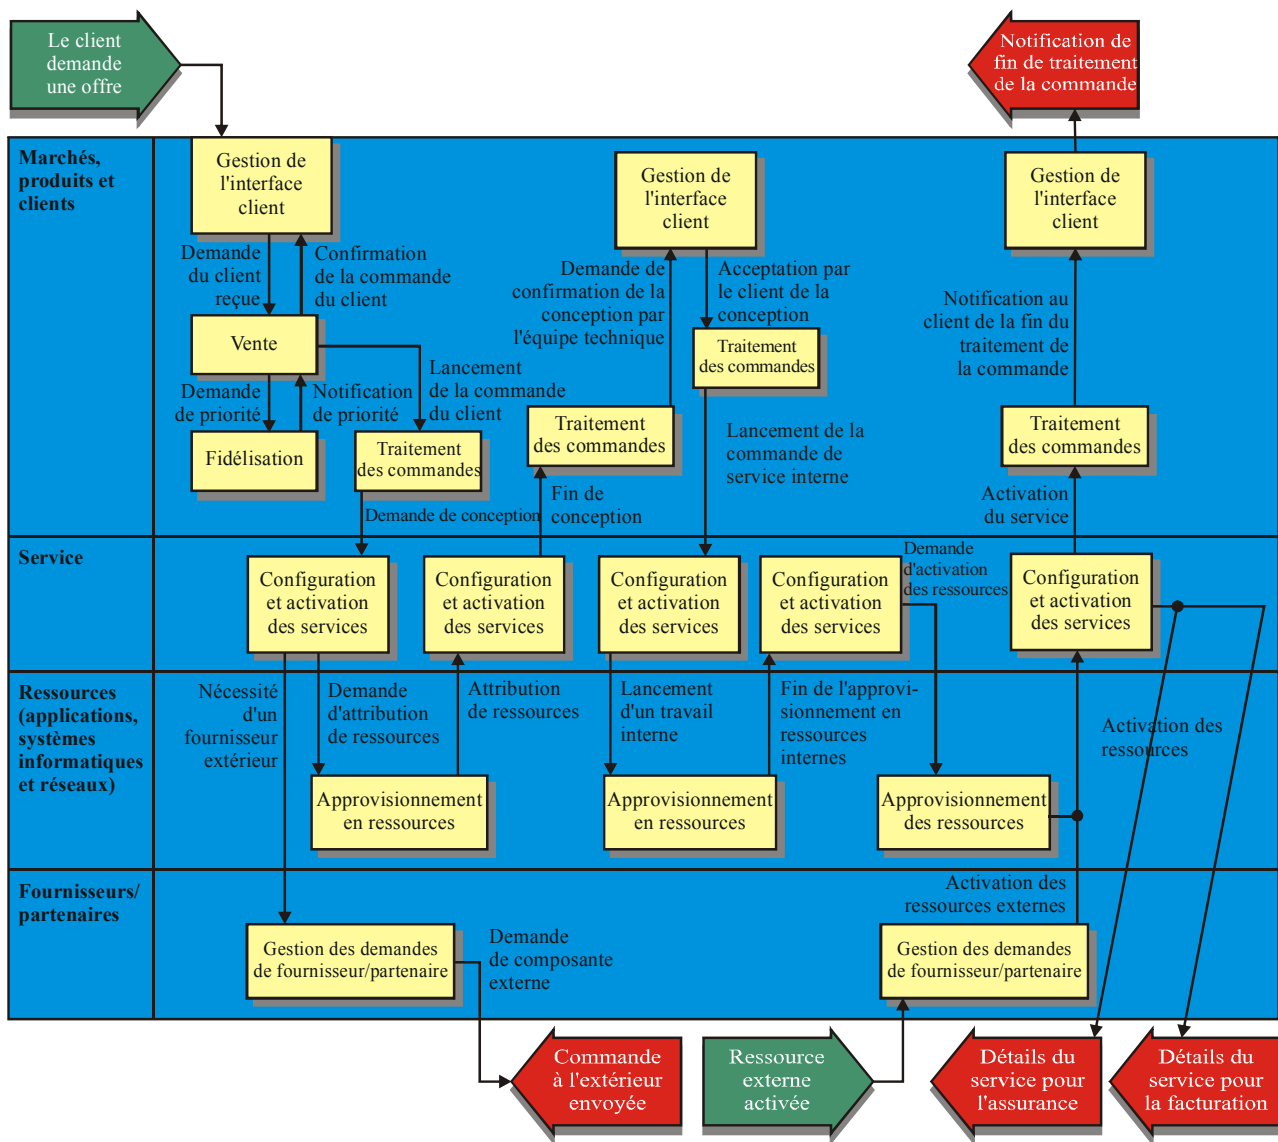 Le client
demande
une offre
Notification de
fin de traitement
de la commande
Marchés,
produits et
clients
Gestion de
l'interface
client
Gestion de
l'interface
client
Gestion de
l'interface
client
Demande
du client
reçue
Confirmation
de la commande
du client
Demande de
confirmation de la
conception par
l'équipe technique
Acceptation par
le client de la
conception
Notification au
client de la fin du
traitement de
la commande
Vente
Traitement
des commandes
Demande
de priorité
Notification
de priorité
Lancement
de la commande
du client
Fidélisation
Traitement
des commandes
Traitement
des commandes
Lancement de la
commande de
service interne
Traitement
des commandes
Demande de conception
Fin de
conception
Activation
du service
Service
Configuration
et activation
des services
Configuration
et activation
des services
Configuration
et activation
des services
Configuration
et activation
des services
Demande
d'activation
des ressources
Configuration
et activation
des services
Ressources
(applications,
systèmes
informatiques
et réseaux)
Nécessité
d'un
fournisseur
extérieur
Demande
d'attribution
de ressources
Attribution
de ressources
Lancement
d'un travail
interne
Fin de l'approvi-
sionnement en
ressources
internes
Activation des
ressources
Approvisionnement
en ressources
Approvisionnement
en ressources
Approvisionnement
des ressources
Fournisseurs/
partenaires
Activation des
ressources externes
Gestion des demandes
de fournisseur/partenaire
Demande
de composante
externe
Gestion des demandes
de fournisseur/partenaire
Commande
à l'extérieur
envoyée
Ressource
externe
activée
Détails du
service pour
l'assurance
Détails du
service pour
la facturation